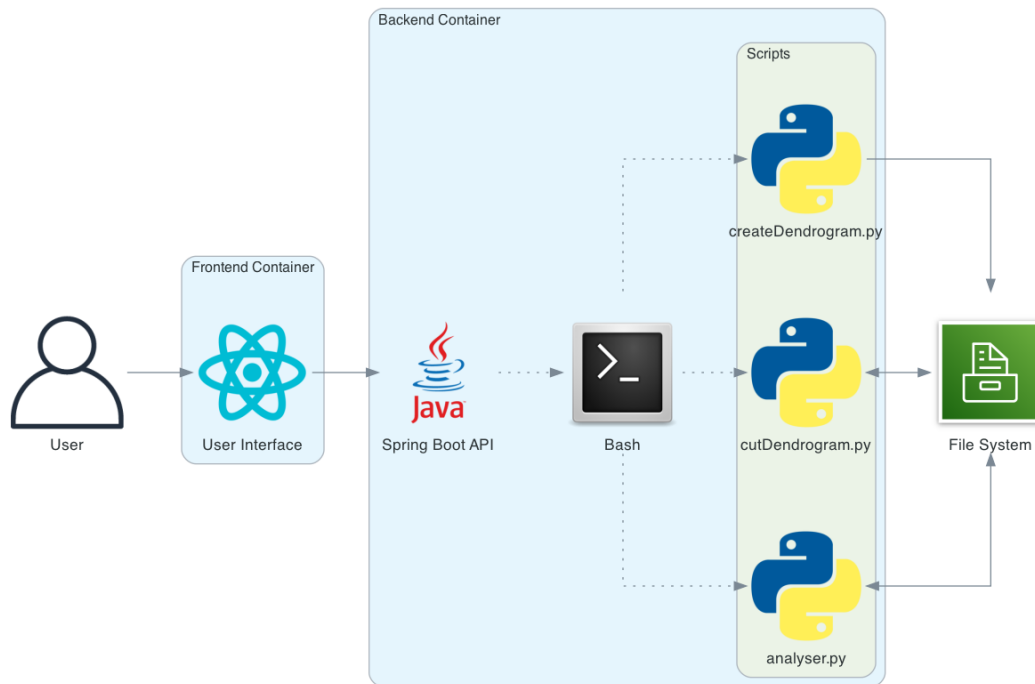 Backend Container
Scripts
createDendrogram.py
Frontend Container
>_
Java
User
User Interface
Spring Boot API
Bash
cutDendrogram.py
File System
analyser.py